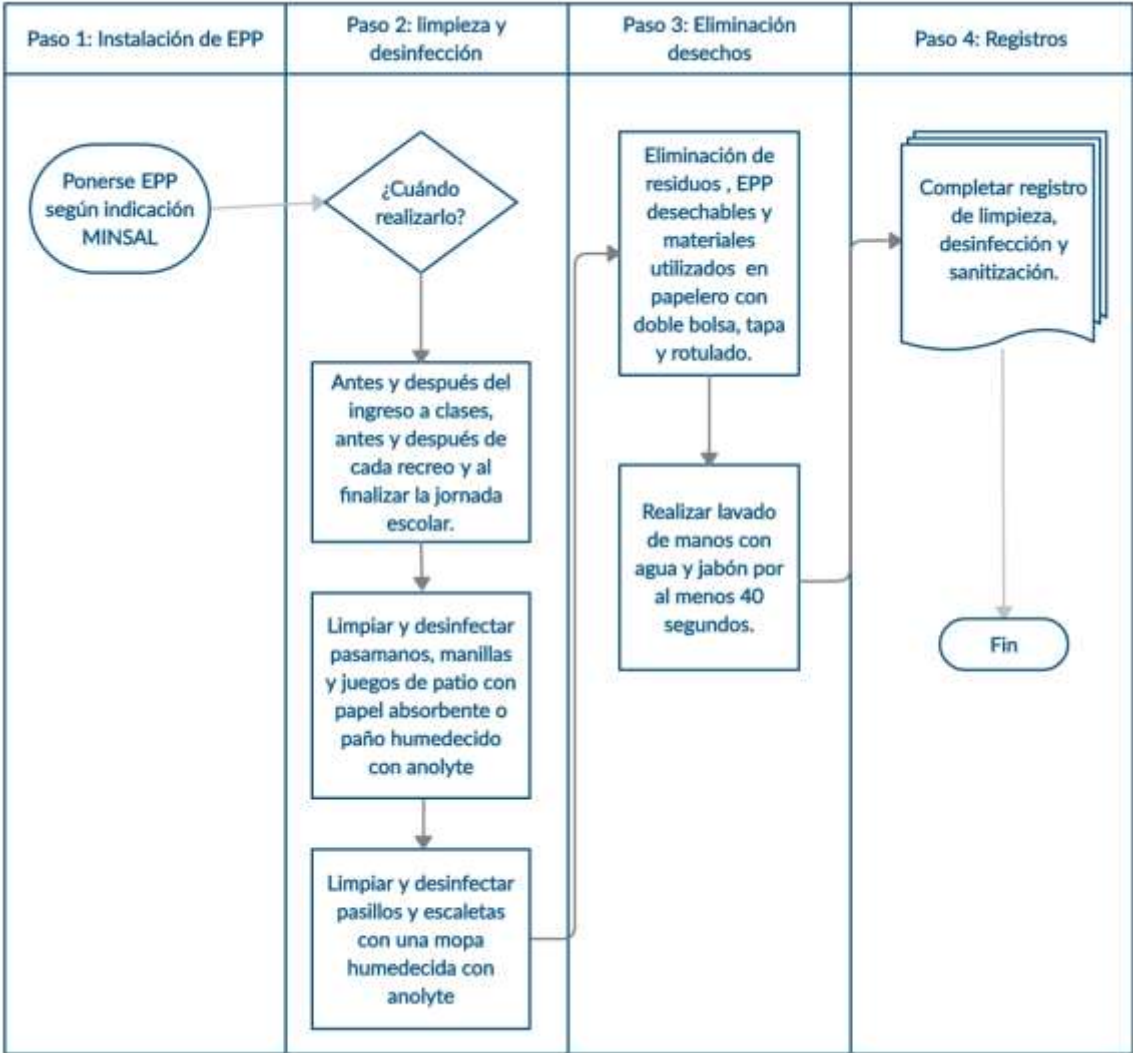 Paso 1: Instalación de EPP
Paso 2: limpieza y
desinfección
Paso 3: Eliminación
desechos
Paso 4: Registros
Ponerse EPP
según indicación
MINSAL
¿Cuándo
realizarlo?
Antes y después del
ingreso a clases,
antes y después de
cada recreo y al
finalizar la jornada
escolar.
Limpiar y desinfectar
pasamanos, manillas
y juegos de patio con
papel absorbente o
paño humedecido
con anolyte
Limpiar y desinfectar
pasillos y escaletas
con una mopa
humedecida con
anolyte
Eliminación de
residuos , EPP
desechables y
materiales
utilizados en
papelero con
doble bolsa, tapa
y rotulado.
Realizar lavado
de manos con
agua y jabón por
al menos 40
segundos.
Completar registro
de limpieza,
desinfección y
sanitización.
Fin